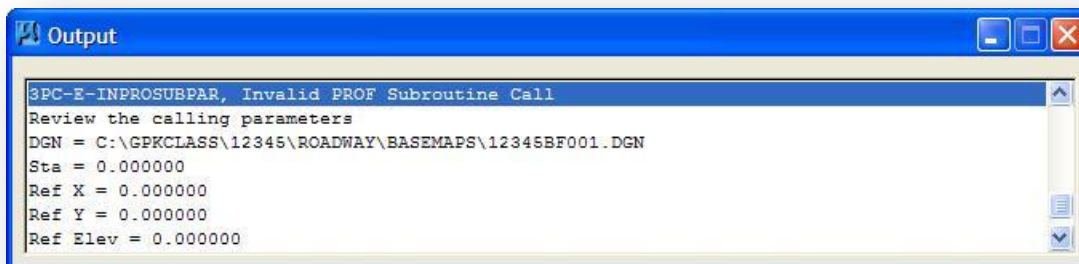 Output
3PC-E-INPROSUBPAR, Invalid PROF Subroutine Call
Review the calling parameters
DGN = C:\GPKCLASS\12345\ROADWAY\BASEMAPS\12345BF001.DGN
Sta = 0.000000
Ref X = 0.000000
Ref Y = 0.000000
Ref Elev = 0.000000